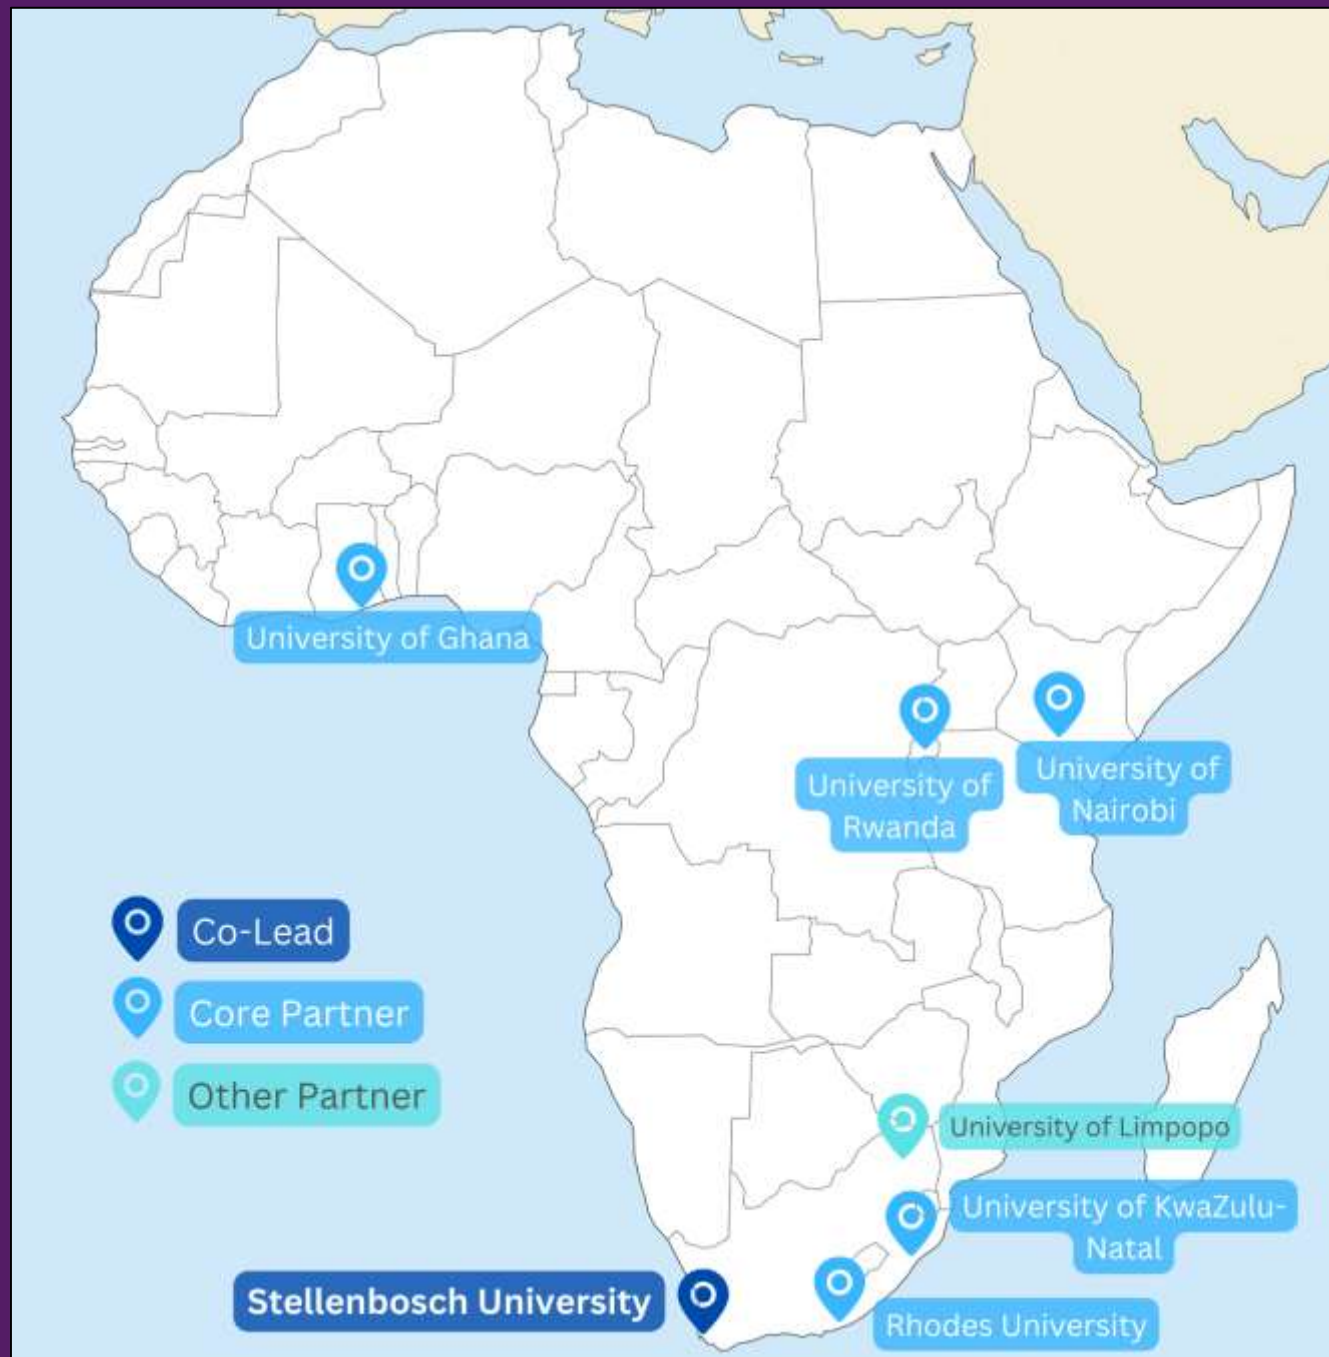 University of Ghana
University of
Rwanda
University of
Nairobi
Co-Lead
Core Partner
Other Partner
University of Limpopo
University of KwaZulu-
Natal
Stellenbosch University
Rhodes University